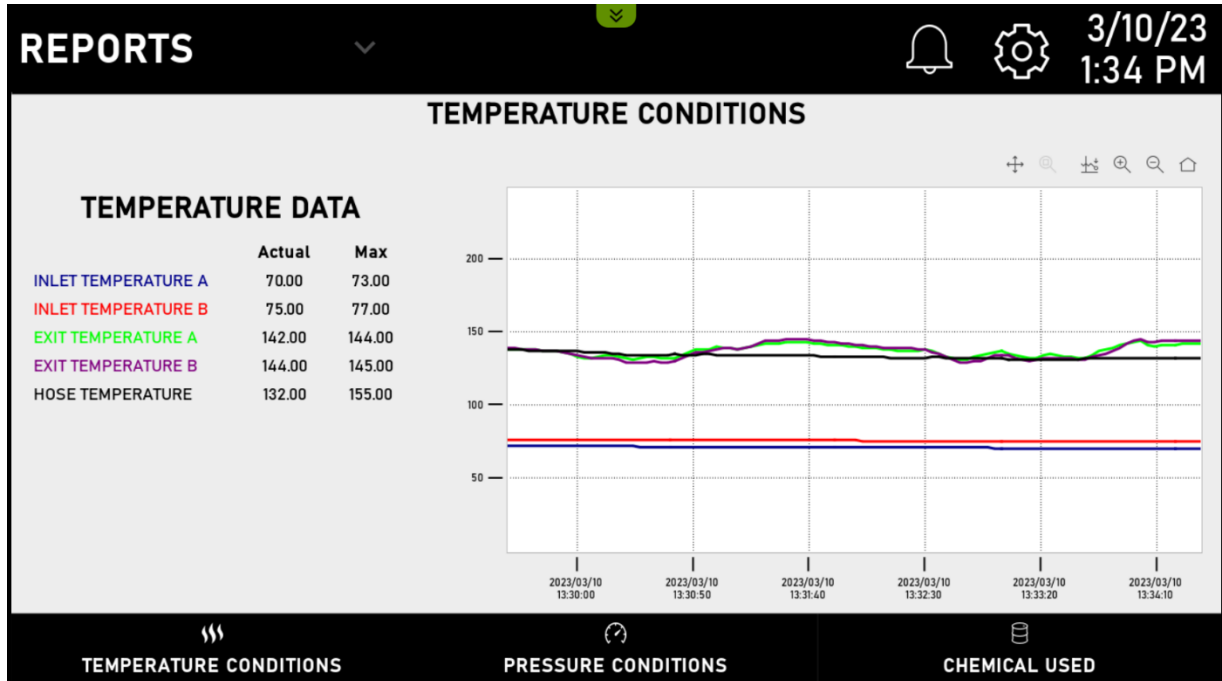 REPORTS
3/10/23
1:34 PM
TEMPERATURE CONDITIONS
TEMPERATURE DATA
Actual Max
INLET TEMPERATURE A 70.00 73.00
INLET TEMPERATURE B 75.00 77.00
EXIT TEMPERATURE A 142.00 144.00
EXIT TEMPERATURE B 144.00 145.00
HOSE TEMPERATURE 132.00 155.00
200
150
100
50
2023/03/10 2023/03/10 2023/03/10 2023/03/10 2023/03/10 2023/03/10
13:30:00 13:30:50 13:31:40 13:32:30 13:33:20 13:34:10
TEMPERATURE CONDITIONS PRESSURE CONDITIONS CHEMICAL USED